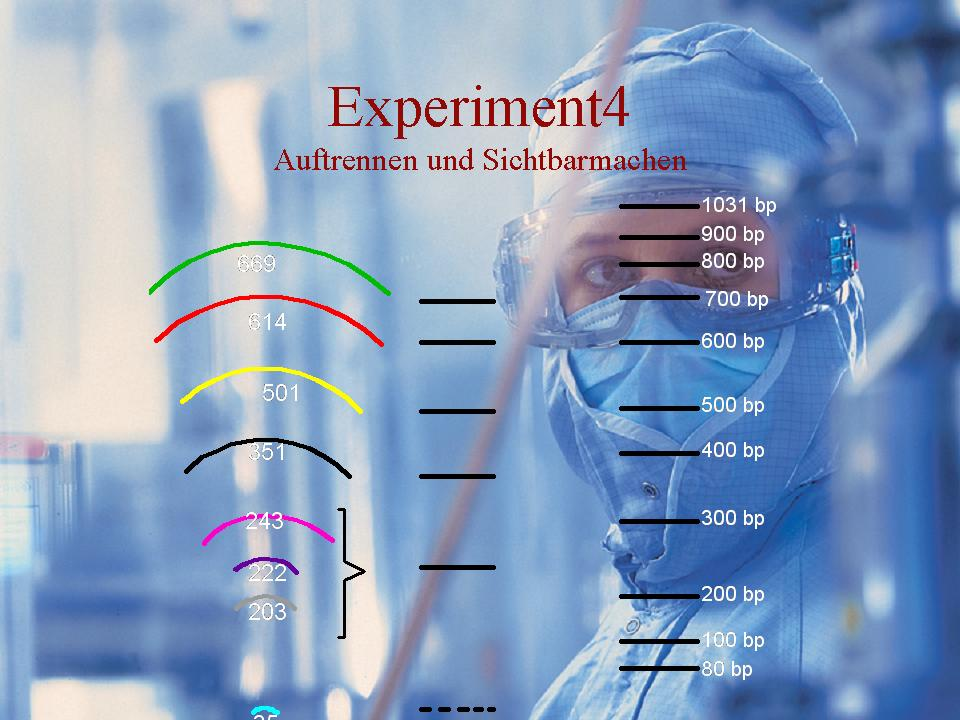 Experiment4
Auftrennen und Sichtbarmachen
669
614
501
351
243
222
203
1031 bp
900 bp
800 bp
700 bp
600 bp
500 bp
400 bp
300 bp
200 bp
100 bp
80 bp